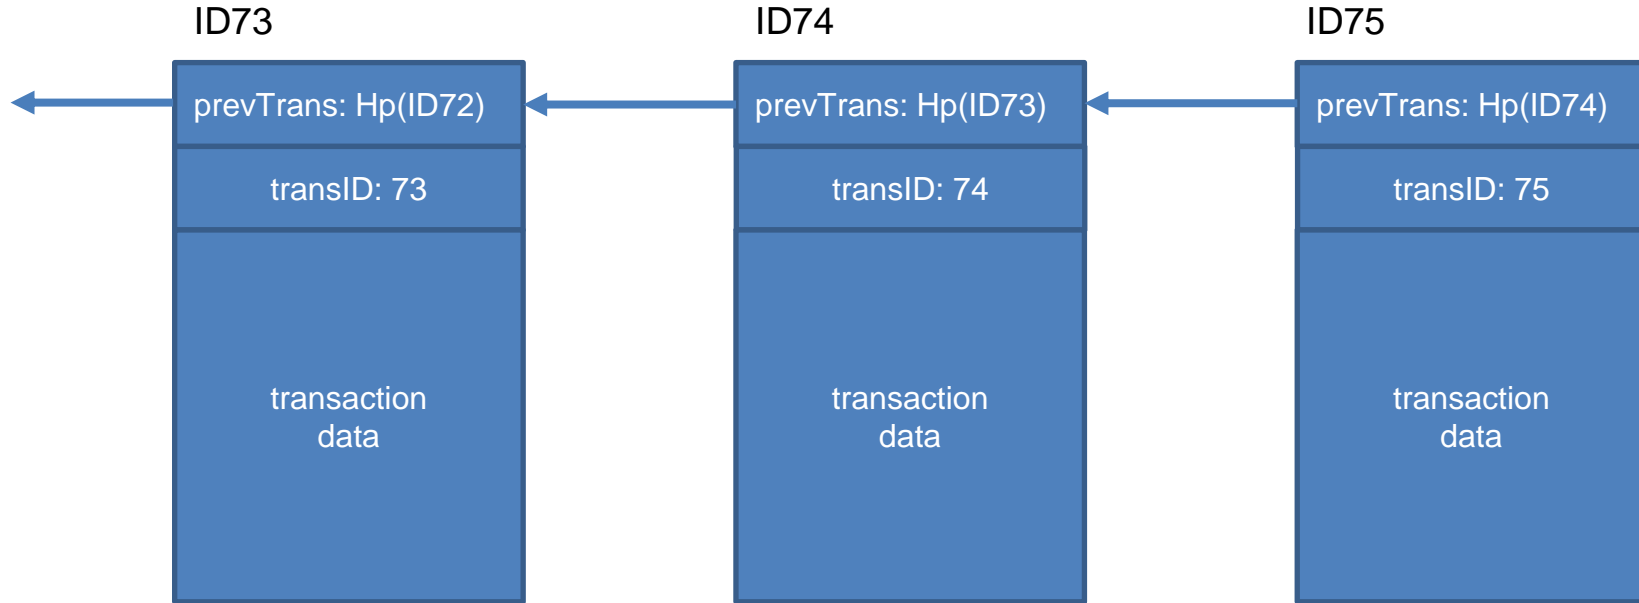 ID73
ID74
ID75
prevTrans: Hp(ID72)
prevTrans: Hp(ID73)
prevTrans: Hp(ID74)
transID: 73
transID: 74
transID: 75
transaction
data
transaction
data
transaction
data